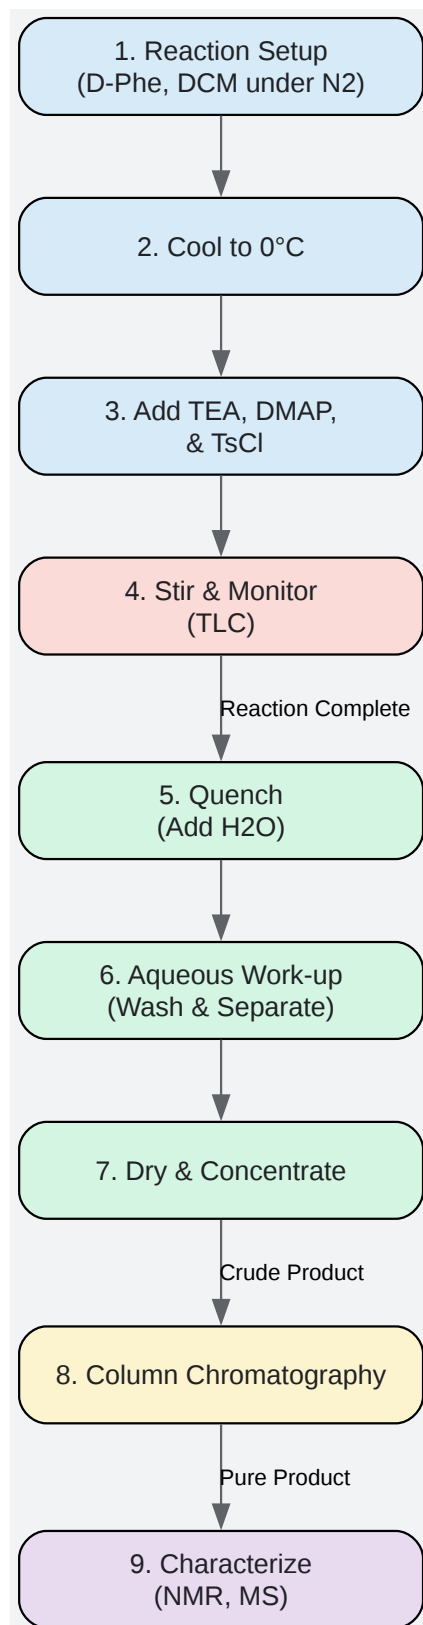 1. Reaction Setup
(D-Phe, DCM under N2)
2. Cool to 0°C
3. Add TEA, DMAP,
& TsCl
4. Stir & Monitor
(TLC)
Reaction Complete
5. Quench
(Add H2O)
6. Aqueous Work-up
(Wash & Separate)
7. Dry & Concentrate
Crude Product
8. Column Chromatography
Pure Product
9. Characterize
(NMR, MS)